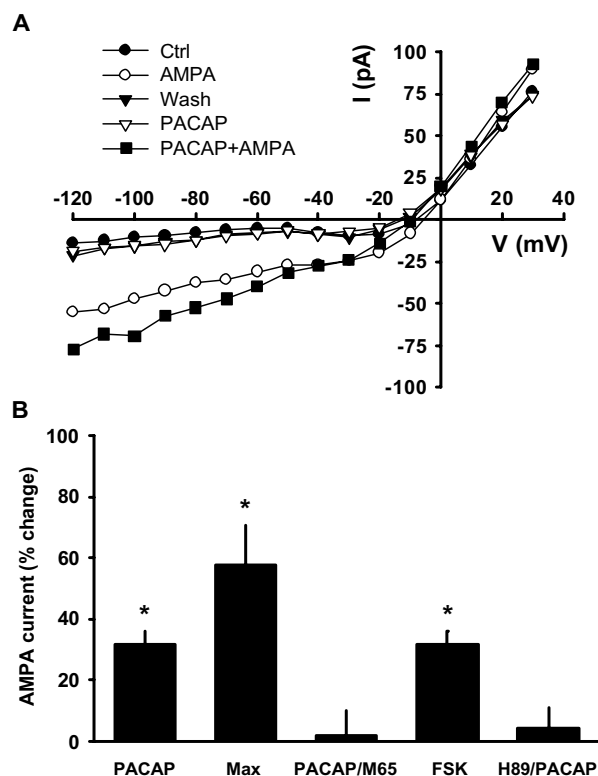 A
Ctrl
AMPA
Wash
PACAP
PACAP+AMPA
I (pA)
100
75
50
25
-120 -100 -80 -60 -40 -20 20 40
V (mV)
-25
-50
-75
-100
B
AMPA current (% change)
100
80
60
40
20
0
* * *
PACAP Max PACAP/M65 FSK H89/PACAP